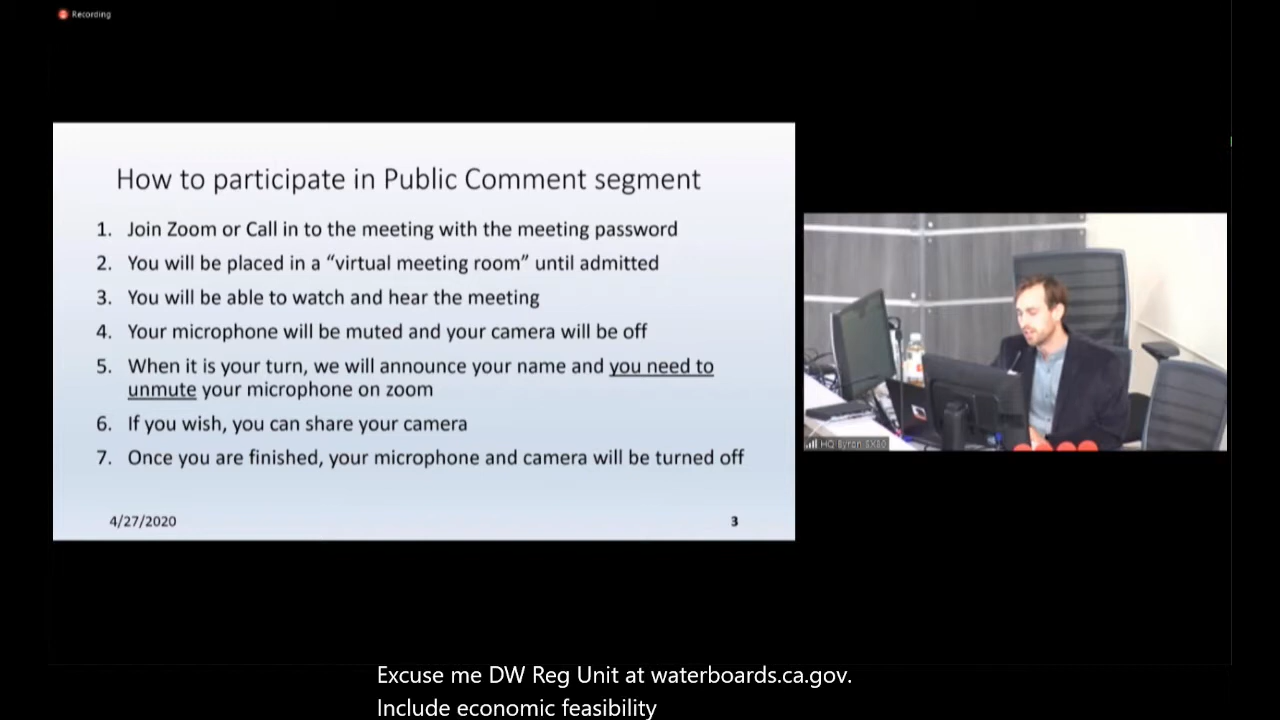 Recording
How to participate in Public Comment segment
1. Join Zoom or Call in to the meeting with the meeting password
2. You will be placed in a “virtual meeting room” until admitted
3. You will be able to watch and hear the meeting
4. Your microphone will be muted and your camera will be off
5. When it is your turn, we will announce your name and you need to
unmute your microphone on zoom
6. If you wish, you can share your camera
7. Once you are finished, your microphone and camera will be turned off
4/27/2020
3
HQ Byron SX80
Excuse me DW Reg Unit at waterboards.ca.gov.
Include economic feasibility